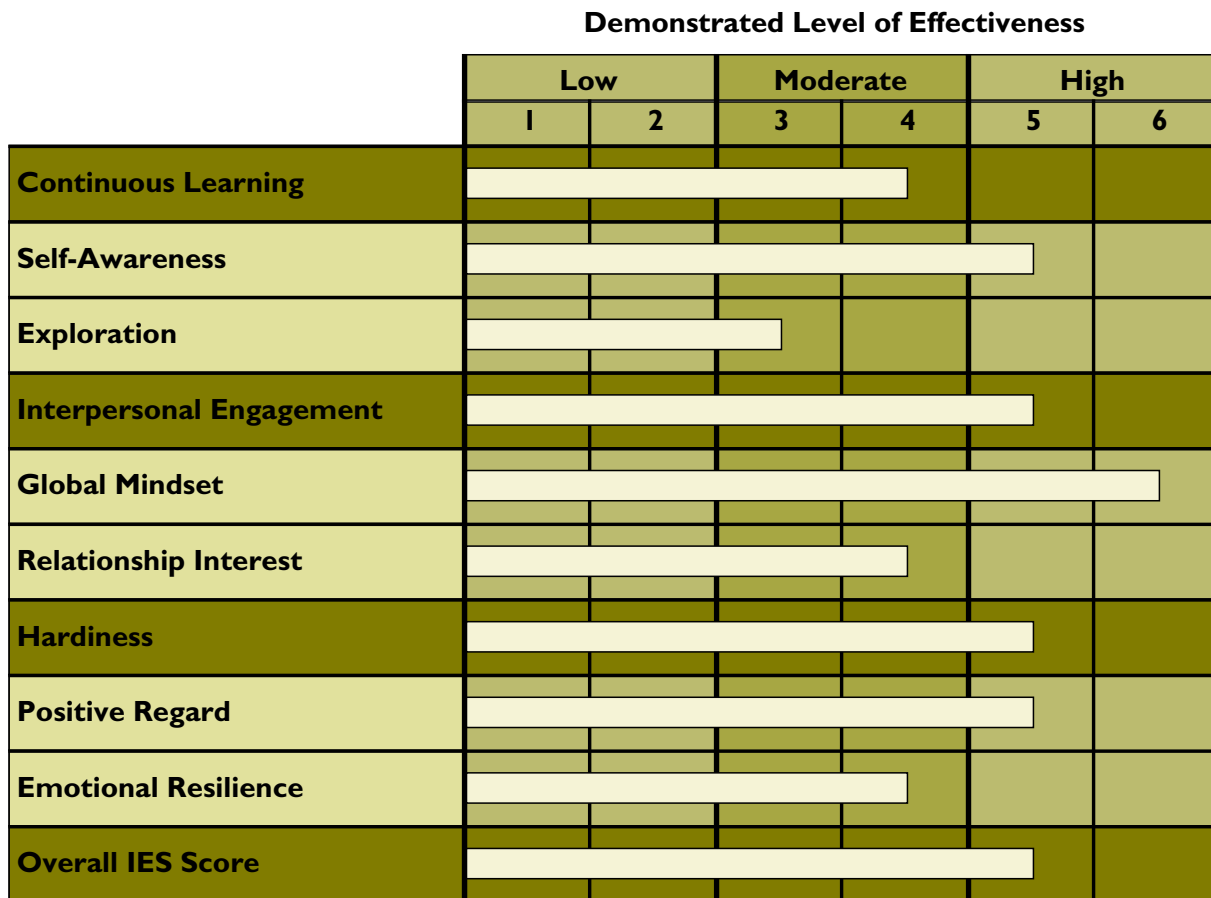 Demonstrated Level of Effectiveness
Low Moderate High
1 2 3 4 5 6
Continuous Learning
Self-Awareness
Exploration
Interpersonal Engagement
Global Mindset
Relationship Interest
Hardiness
Positive Regard
Emotional Resilience
Overall IES Score